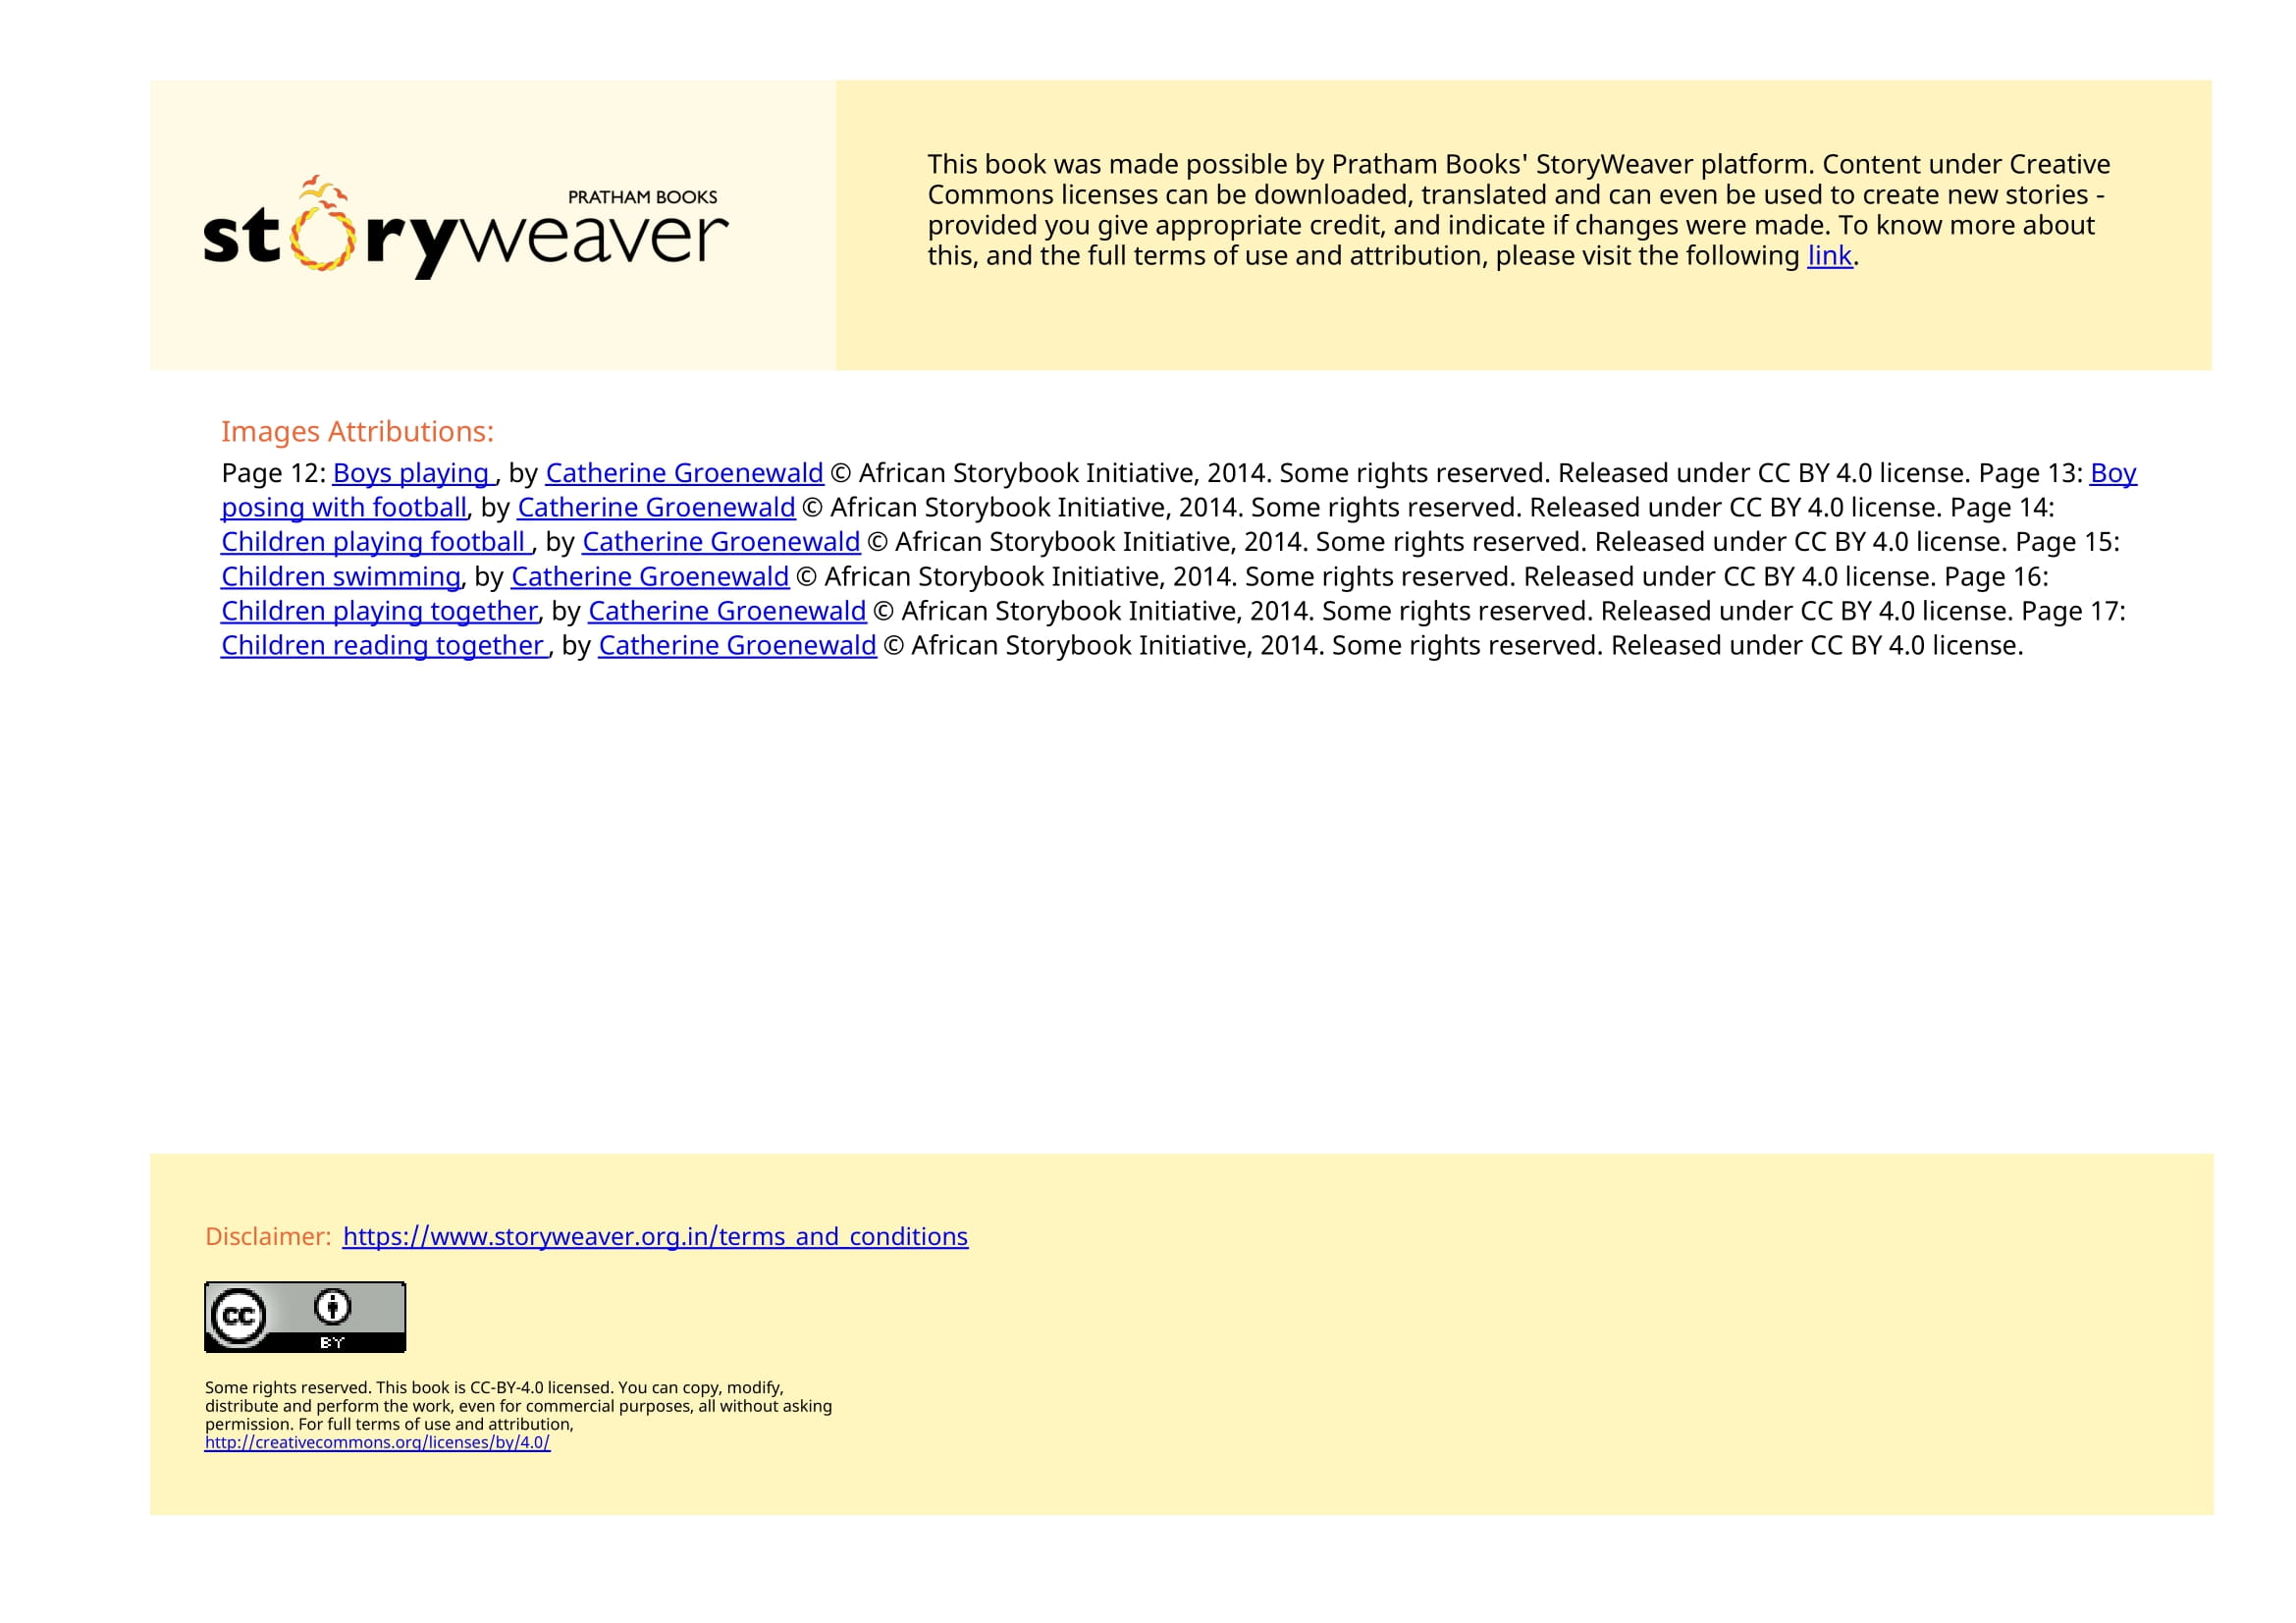 PRATHAM BOOKS
storyweaver
This book was made possible by Pratham Books' StoryWeaver platform. Content under Creative
Commons licenses can be downloaded, translated and can even be used to create new stories -
provided you give appropriate credit, and indicate if changes were made. To know more about
this, and the full terms of use and attribution, please visit the following link.
Images Attributions:
Page 12: Boys playing , by Catherine Groenewald © African Storybook Initiative, 2014. Some rights reserved. Released under CC BY 4.0 license. Page 13: Boy
posing with football, by Catherine Groenewald © African Storybook Initiative, 2014. Some rights reserved. Released under CC BY 4.0 license. Page 14:
Children playing football , by Catherine Groenewald © African Storybook Initiative, 2014. Some rights reserved. Released under CC BY 4.0 license. Page 15:
Children swimming, by Catherine Groenewald © African Storybook Initiative, 2014. Some rights reserved. Released under CC BY 4.0 license. Page 16:
Children playing together, by Catherine Groenewald © African Storybook Initiative, 2014. Some rights reserved. Released under CC BY 4.0 license. Page 17:
Children reading together , by Catherine Groenewald © African Storybook Initiative, 2014. Some rights reserved. Released under CC BY 4.0 license.
Disclaimer: https://www.storyweaver.org.in/terms_and_conditions
cc
BY
Some rights reserved. This book is CC-BY-4.0 licensed. You can copy, modify,
distribute and perform the work, even for commercial purposes, all without asking
permission. For full terms of use and attribution,
http://creativecommons.org/licenses/by/4.0/